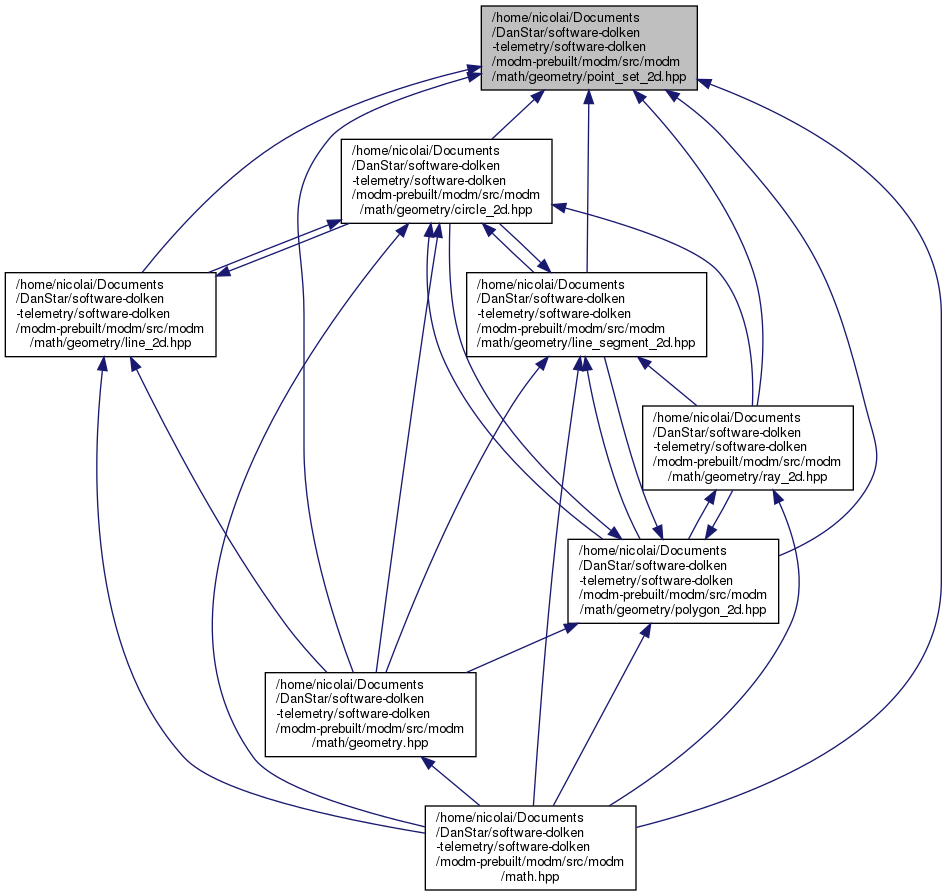 /home/nicolai/Documents
/DanStar/software-dolken
-telemetry/software-dolken
/modm-prebuilt/modm/src/modm
/math/geometry/point_set_2d.hpp
/home/nicolai/Documents
/DanStar/software-dolken
-telemetry/software-dolken
/modm-prebuilt/modm/src/modm
/math/geometry/circle_2d.hpp
/home/nicolai/Documents
/DanStar/software-dolken
-telemetry/software-dolken
/modm-prebuilt/modm/src/modm
/math/geometry/line_2d.hpp
/home/nicolai/Documents
/DanStar/software-dolken
-telemetry/software-dolken
/modm-prebuilt/modm/src/modm
/math/geometry/line_segment_2d.hpp
/home/nicolai/Documents
/DanStar/software-dolken
-telemetry/software-dolken
/modm-prebuilt/modm/src/modm
/math/geometry/ray_2d.hpp
/home/nicolai/Documents
/DanStar/software-dolken
-telemetry/software-dolken
/modm-prebuilt/modm/src/modm
/math/geometry/polygon_2d.hpp
/home/nicolai/Documents
/DanStar/software-dolken
-telemetry/software-dolken
/modm-prebuilt/modm/src/modm
/math/geometry.hpp
/home/nicolai/Documents
/DanStar/software-dolken
-telemetry/software-dolken
/modm-prebuilt/modm/src/modm
/math.hpp